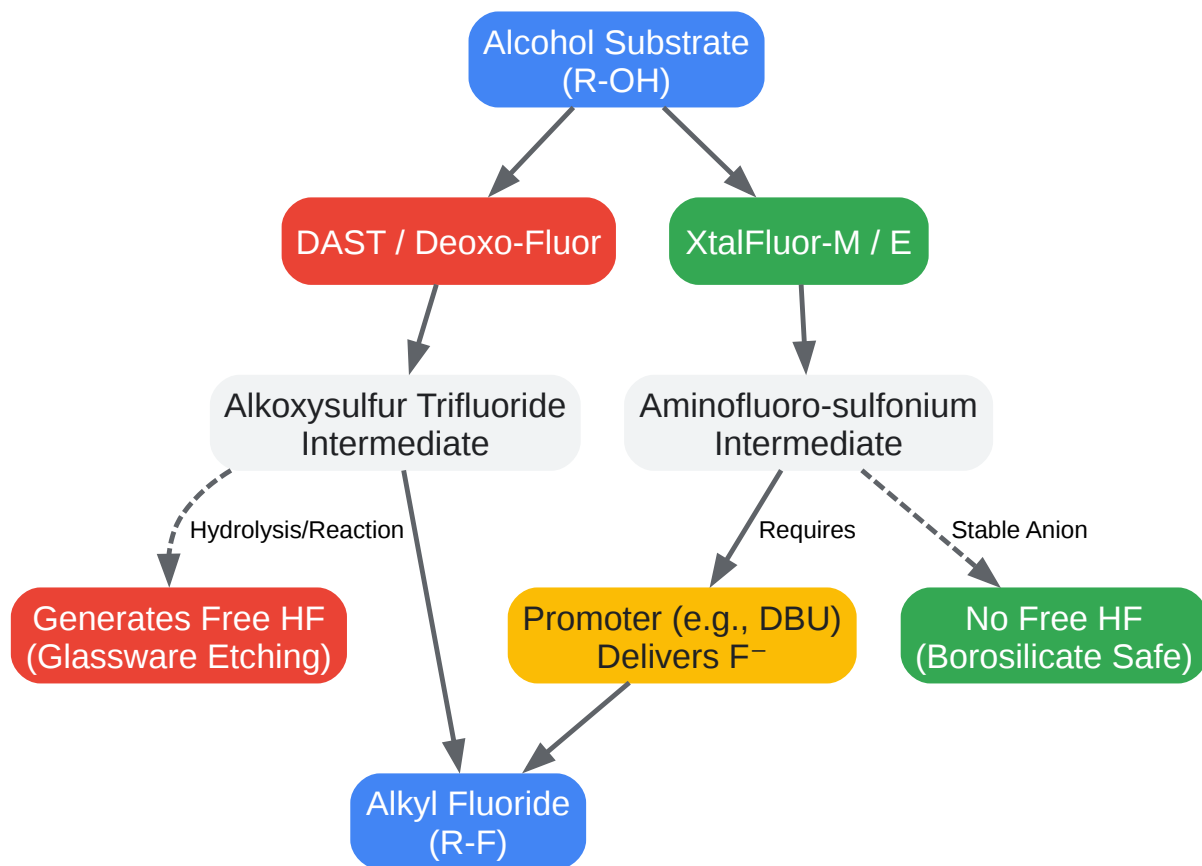 Alcohol Substrate
(R-OH)
DAST / Deoxo-Fluor
XtalFluor-M / E
Alkoxysulfur Trifluoride
Intermediate
Aminofluoro-sulfonium
Intermediate
Hydrolysis/Reaction
Requires
Stable Anion
Generates Free HF
(Glassware Etching)
Promoter (e.g., DBU)
Delivers F⁻
No Free HF
(Borosilicate Safe)
Alkyl Fluoride
(R-F)